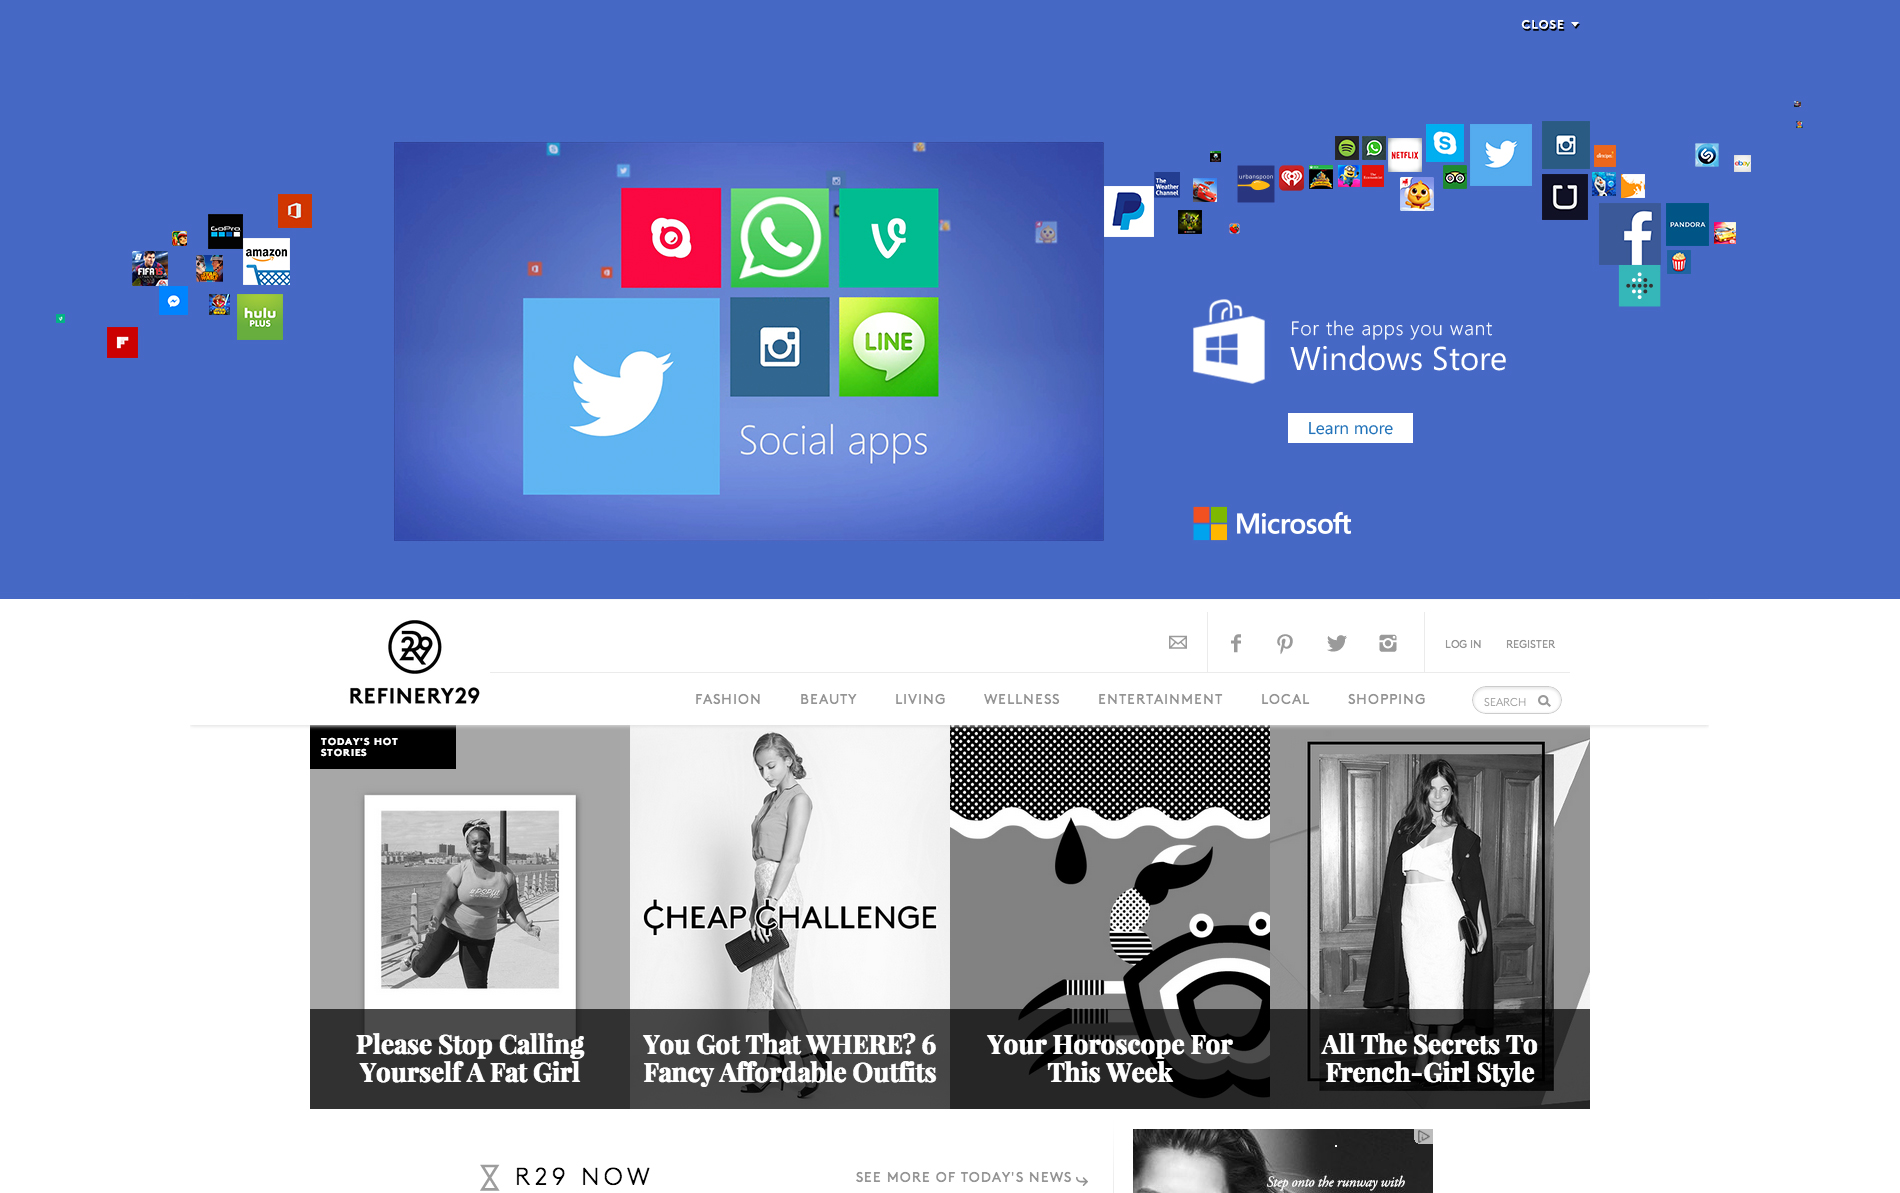 CLOSE
GoPro
amazon
FIFA 15
hulu
PLUS
LINE
Social apps
The
Weather
Channel
urbanspoon
NETFLIX
ebay
PANDORA
For the apps you want
Windows Store
Learn more
Microsoft
R29
REFINERY29
LOG IN
REGISTER
FASHION
BEAUTY
LIVING
WELLNESS
ENTERTAINMENT
LOCAL
SHOPPING
SEARCH
TODAY'S HOT
STORIES
₵HEAP ₵HALLENGE
Please Stop Calling
Yourself A Fat Girl
You Got That WHERE? 6
Fancy Affordable Outfits
Your Horoscope For
This Week
All The Secrets To
French-Girl Style
R29 NOW
SEE MORE OF TODAY'S NEWS
Step onto the runway with